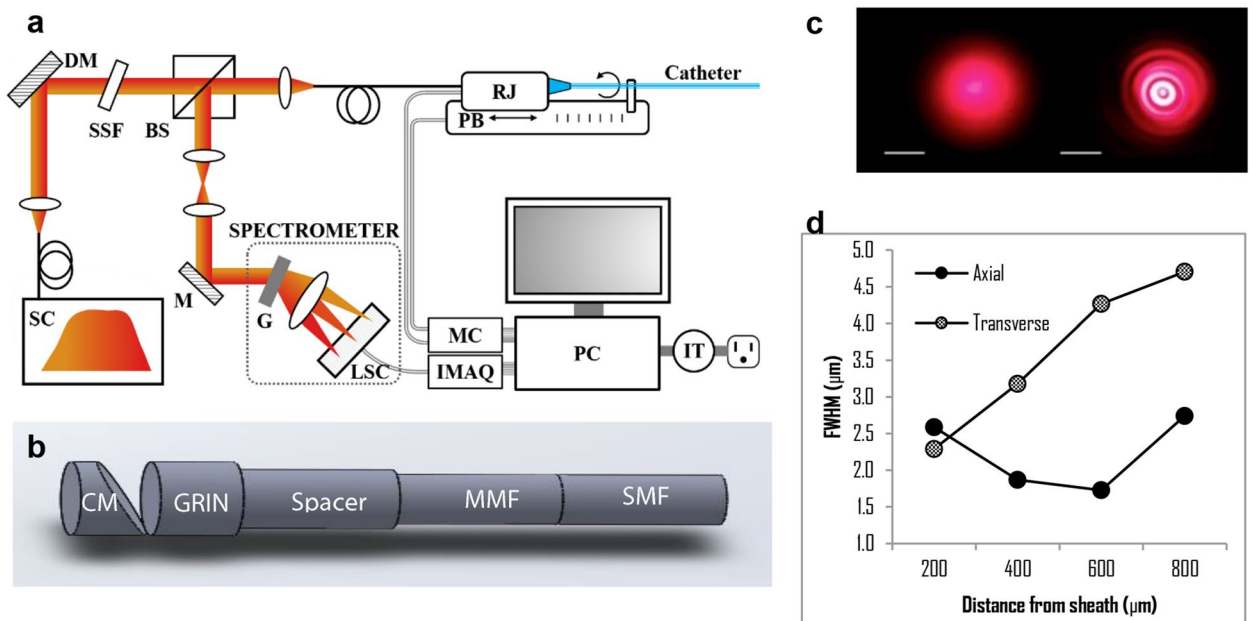 a
DM
SSF
BS
RJ
PB
Catheter
SPECTROMETER
M
G
LSC
SC
MC
IMAQ
PC
IT
b
CM
GRIN
Spacer
MMF
SMF
c
d
5.0
4.5
4.0
3.5
3.0
2.5
2.0
1.5
1.0
FWHM (μm)
Axial
Transverse
200 400 600 800
Distance from sheath (μm)